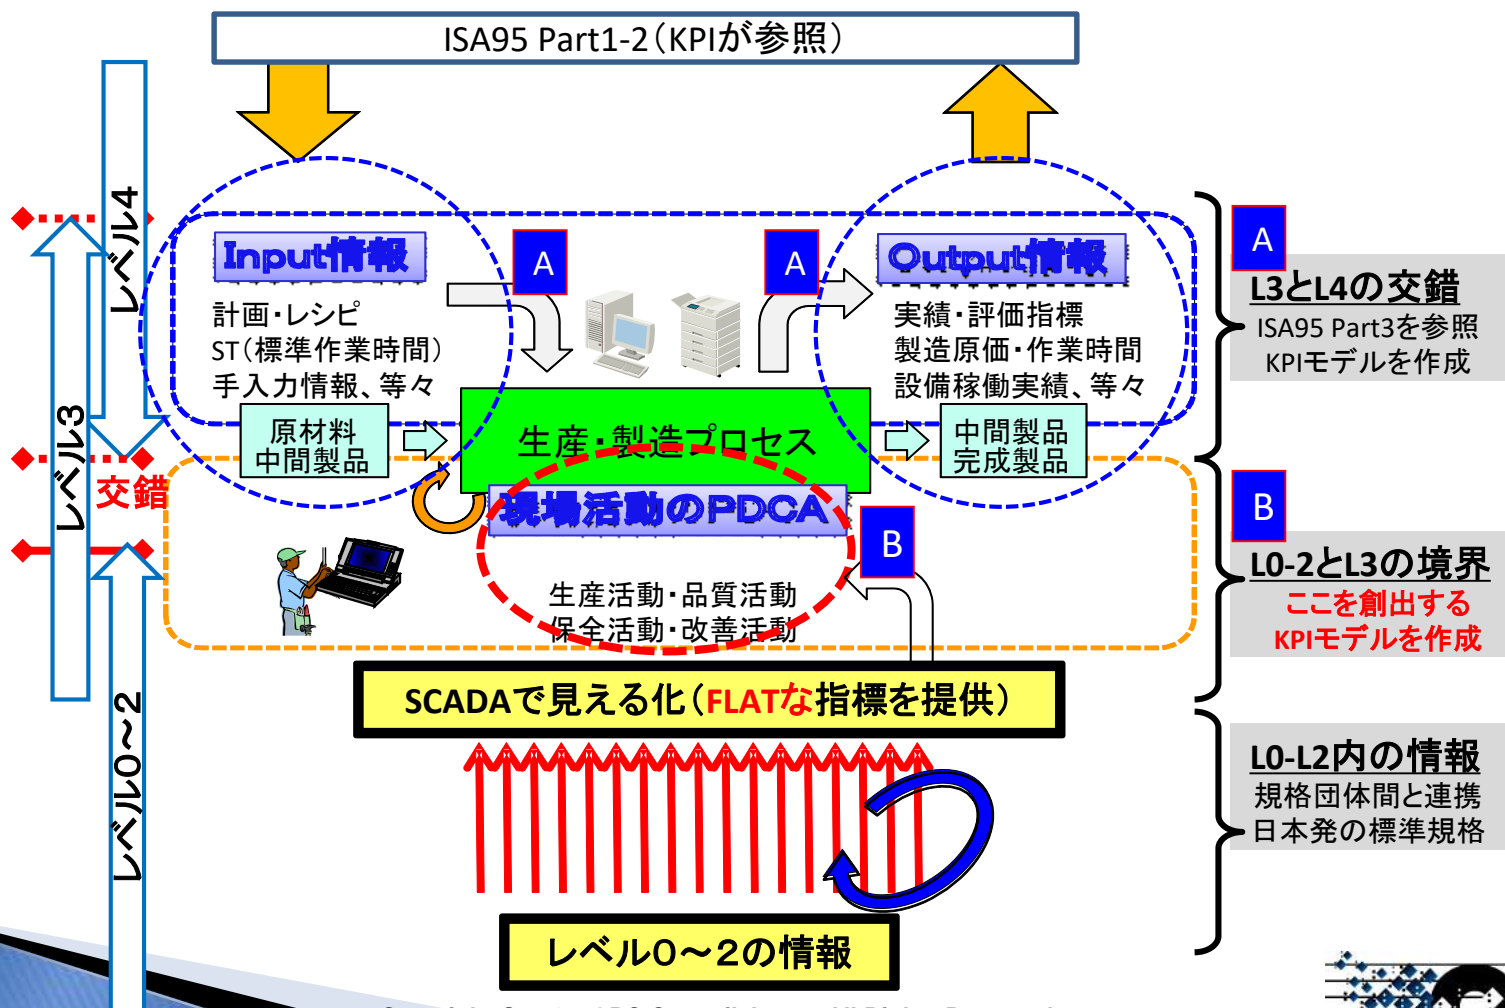 ISA95 Part1-2（KPIが参照）
レベル4
レベル3
交錯
レベル0～2
Input情報
計画・レシピ
ST（標準作業時間）
手入力情報、等々
原材料
中間製品
A
A
Output情報
実績・評価指標
製造原価・作業時間
設備稼働実績、等々
中間製品
完成製品
生産・製造プロセス
現場活動のPDCA
B
生産活動・品質活動
保全活動・改善活動
SCADAで見える化（FLATな指標を提供）
レベル0～2の情報
A
L3とL4の交錯
ISA95 Part3を参照
KPIモデルを作成
B
L0-2とL3の境界
ここを創出する
KPIモデルを作成
L0-L2内の情報
規格団体間と連携
日本発の標準規格